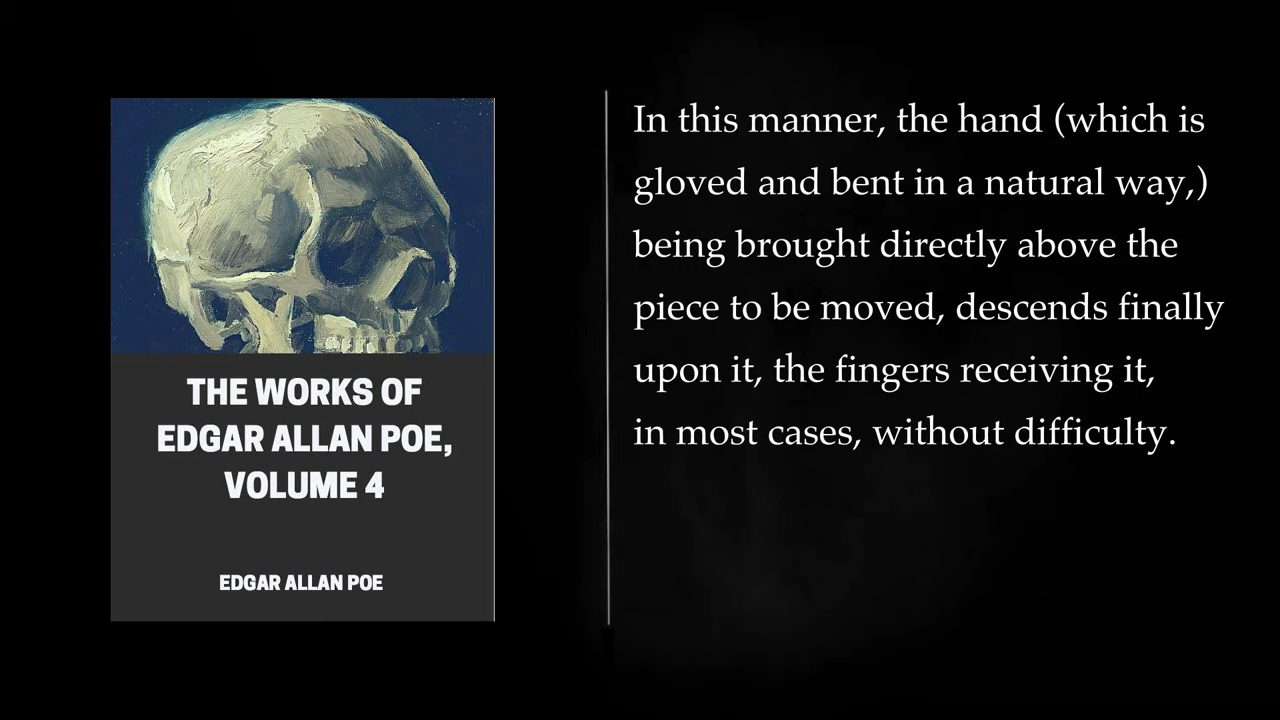 THE WORKS OF
EDGAR ALLAN POE,
VOLUME 4
EDGAR ALLAN POE
In this manner, the hand (which is
gloved and bent in a natural way,)
being brought directly above the
piece to be moved, descends finally
upon it, the fingers receiving it,
in most cases, without difficulty.